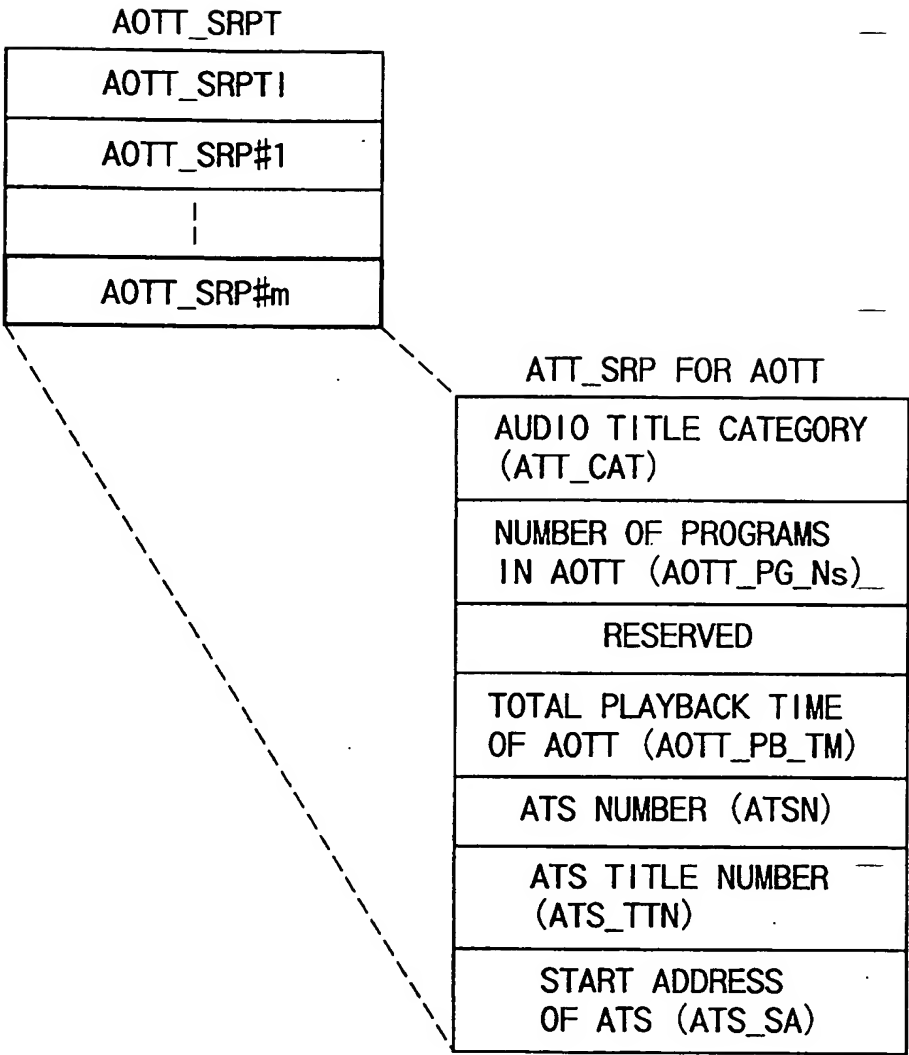 AOTT_SRPT
AOTT_SRPTI
AOTT_SRP#1
AOTT_SRP#m
ATT_SRP FOR AOTT
AUDIO TITLE CATEGORY
(ATT_CAT)
NUMBER OF PROGRAMS
IN AOTT (AOTT_PG_Ns)
RESERVED
TOTAL PLAYBACK TIME
OF AOTT (AOTT_PB_TM)
ATS NUMBER (ATSN)
ATS TITLE NUMBER
(ATS_TTN)
START ADDRESS
OF ATS (ATS_SA)